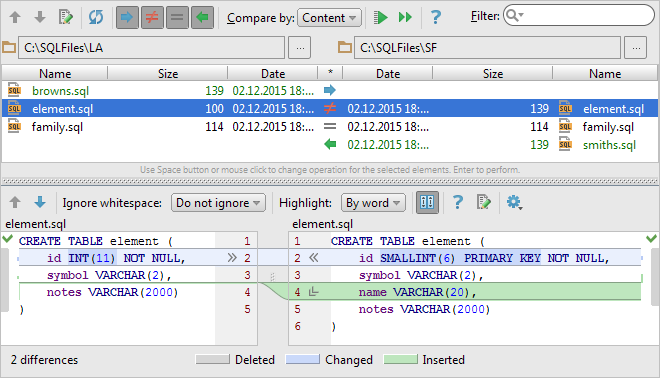 Compare by: Content Filter:
C:\SQLFiles\LA ... C:\SQLFiles\SF ...
Name Size Date * Date Size Name
browns.sql 139 02.12.2015 18:...
element.sql 100 02.12.2015 18:... 02.12.2015 18:... 139 element.sql
family.sql 114 02.12.2015 18:... 02.12.2015 18:... 114 family.sql
02.12.2015 18:... 139 smiths.sql
Use Space button or mouse click to change operation for the selected elements. Enter to perform.
Ignore whitespace: Do not ignore Highlight: By word
element.sql element.sql
CREATE TABLE element ( 1 1 CREATE TABLE element (
id INT(11) NOT NULL, 2 2 id SMALLINT(6) PRIMARY KEY NOT NULL,
symbol VARCHAR(2), 3 3 symbol VARCHAR(2),
notes VARCHAR(2000) 4 4 name VARCHAR(20),
) 5 5 notes VARCHAR(2000)
6 )
2 differences Deleted Changed Inserted